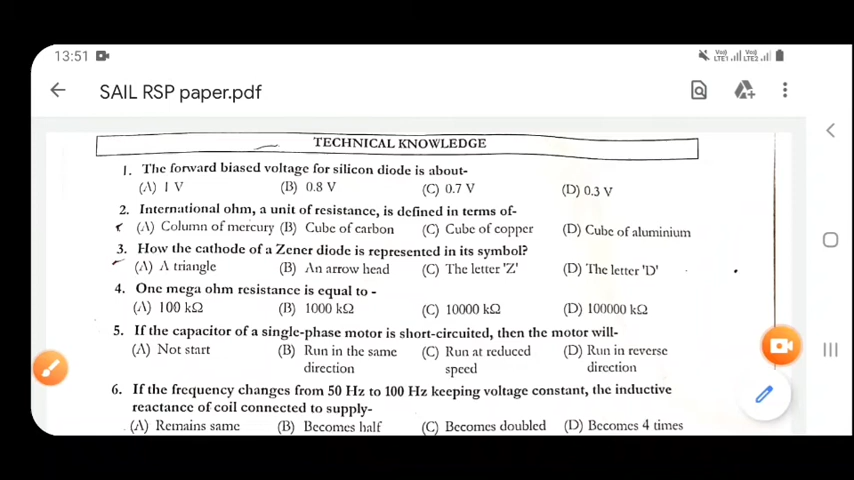 13:51
Vo)) Vo))
LTE1 LTE2
SAIL RSP paper.pdf
TECHNICAL KNOWLEDGE
1. The forward biased voltage for silicon diode is about-
(A) 1 V (B) 0.8 V (C) 0.7 V (D) 0.3 V
2. International ohm, a unit of resistance, is defined in terms of-
(A) Column of mercury (B) Cube of carbon (C) Cube of copper (D) Cube of aluminium
3. How the cathode of a Zener diode is represented in its symbol?
(A) A triangle (B) An arrow head (C) The letter 'Z' (D) The letter 'D'
4. One mega ohm resistance is equal to -
(A) 100 kΩ (B) 1000 kΩ (C) 10000 kΩ (D) 100000 kΩ
5. If the capacitor of a single-phase motor is short-circuited, then the motor will-
(A) Not start (B) Run in the same (C) Run at reduced (D) Run in reverse
direction speed direction
6. If the frequency changes from 50 Hz to 100 Hz keeping voltage constant, the inductive
reactance of coil connected to supply-
(A) Remains same (B) Becomes half (C) Becomes doubled (D) Becomes 4 times